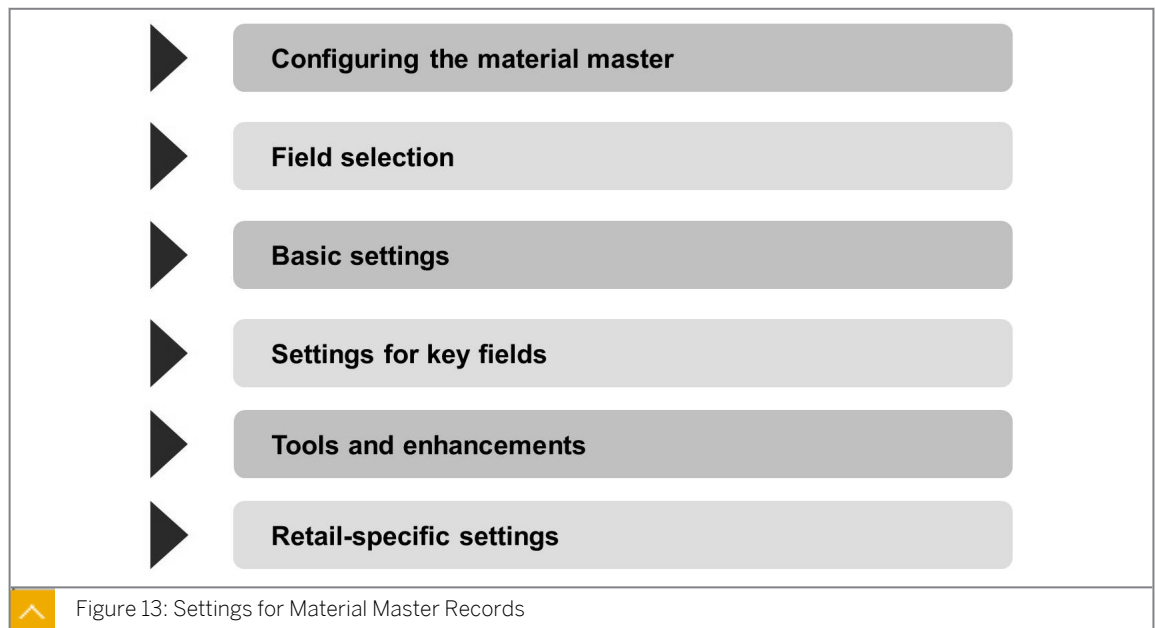 Configuring the material master
Field selection
Basic settings
Settings for key fields
Tools and enhancements
Retail-specific settings
Figure 13: Settings for Material Master Records